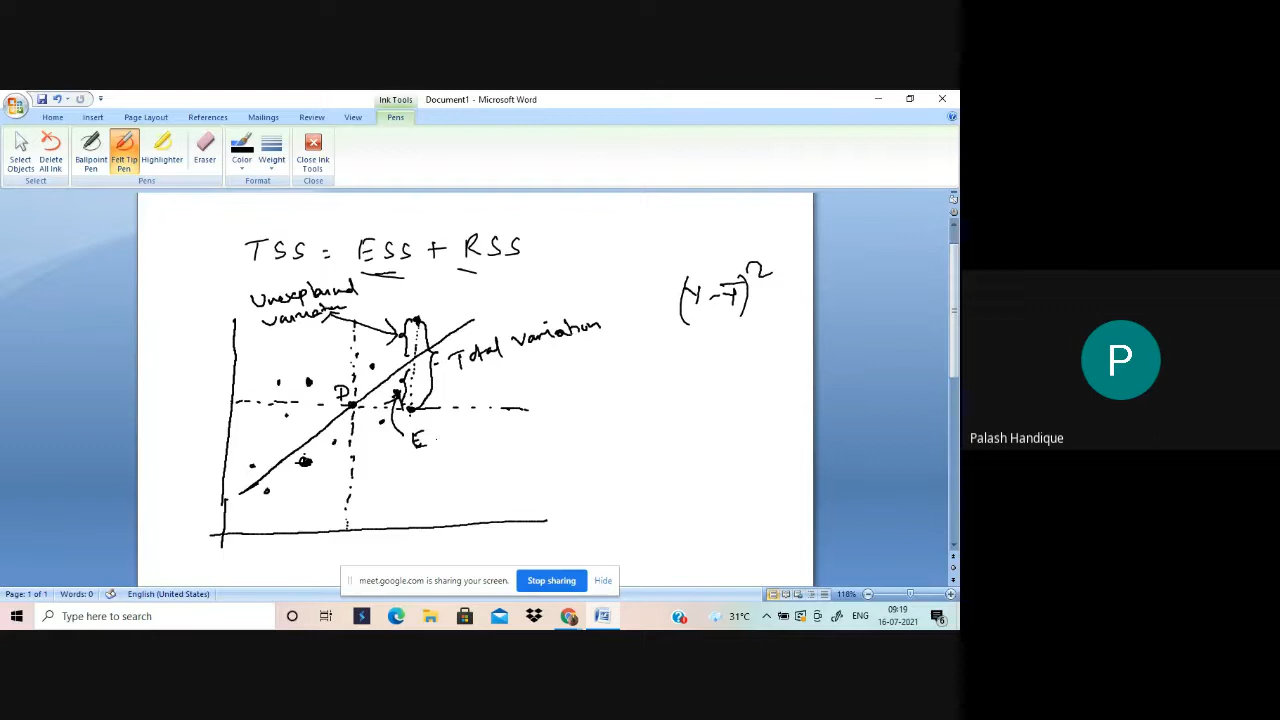 Ink Tools
Document1 - Microsoft Word
Home Insert Page Layout References Mailings Review View Pens
Select Objects
Delete All Ink
Ballpoint Pen
Felt Tip Pen
Highlighter
Eraser
Color
Weight
Close Ink Tools
Select Pens Format Close
TSS = ESS + RSS
(Y - Y̅)²
Unexplained
variation
Total variation
P
E
meet.google.com is sharing your screen. Stop sharing Hide
Page: 1 of 1 Words: 0 English (United States) 118%
Type here to search
31°C ENG
09:19
16-07-2021
6
P
Palash Handique